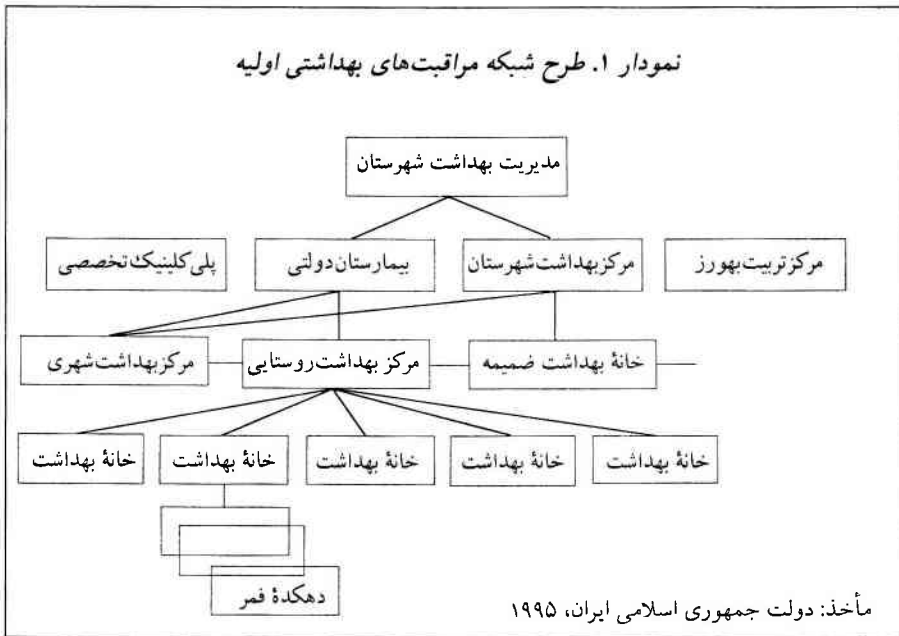 نمودار ۱. طرح شبکه مراقبت‌های بهداشتی اولیه
مدیریت بهداشت شهرستان
مرکز تربیت بهورز
مرکز بهداشت شهرستان
بیمارستان دولتی
پلی کلینیک تخصصی
خانهٔ بهداشت ضمیمه
مرکز بهداشت روستایی
مرکز بهداشت شهری
خانهٔ بهداشت
خانهٔ بهداشت
خانهٔ بهداشت
خانهٔ بهداشت
خانهٔ بهداشت
دهکدهٔ قمر
مأخذ: دولت جمهوری اسلامی ایران، ۱۹۹۵